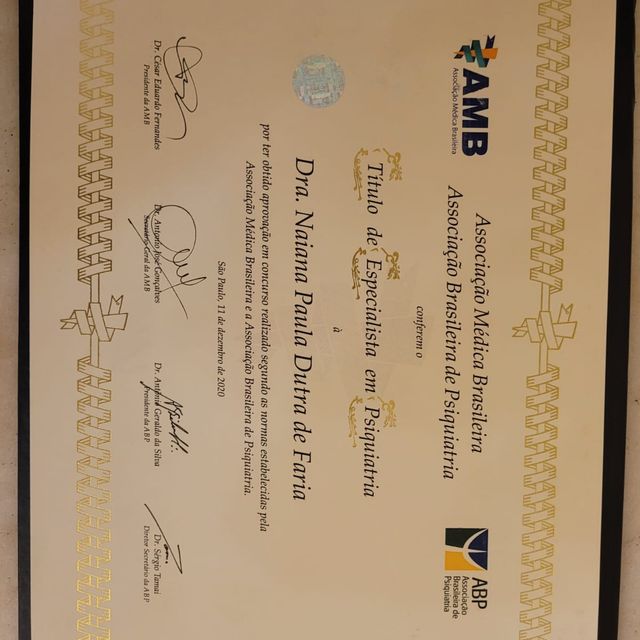 AMB
Associação Médica Brasileira
Associação Médica Brasileira
Associação Brasileira de Psiquiatria
ABP
Associação
Brasileira de
Psiquiatria
conferem o
Título de Especialista em Psiquiatria
à
Dra. Naiana Paula Dutra de Faria
por ter obtido aprovação em concurso realizado segundo as normas estabelecidas pela
Associação Médica Brasileira e a Associação Brasileira de Psiquiatria.
São Paulo, 11 de dezembro de 2020
Dr. César Eduardo Fernandes
Presidente da AMB
Dr. Antonio José Gonçalves
Secretário Geral da AMB
Dr. Antônio Geraldo da Silva
Presidente da ABP
Dr. Sérgio Tamai
Diretor Secretário da ABP